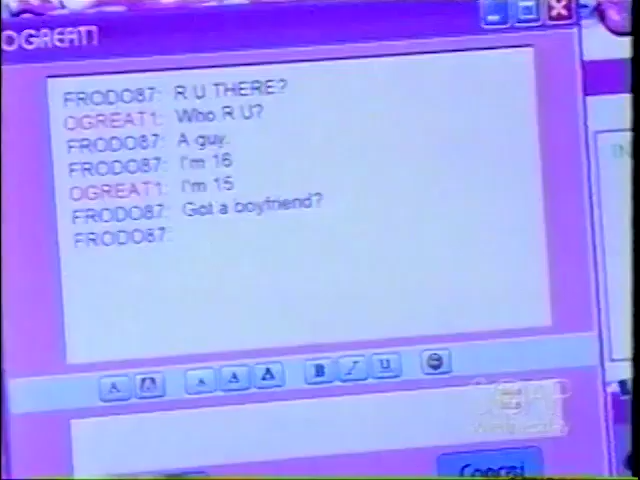 OGREAT1
FRODO87: R U THERE?
OGREAT1: Who R U?
FRODO87: A guy.
FRODO87: I'm 16
OGREAT1: I'm 15
FRODO87: Got a boyfriend?
FRODO87:
A A A A B I U